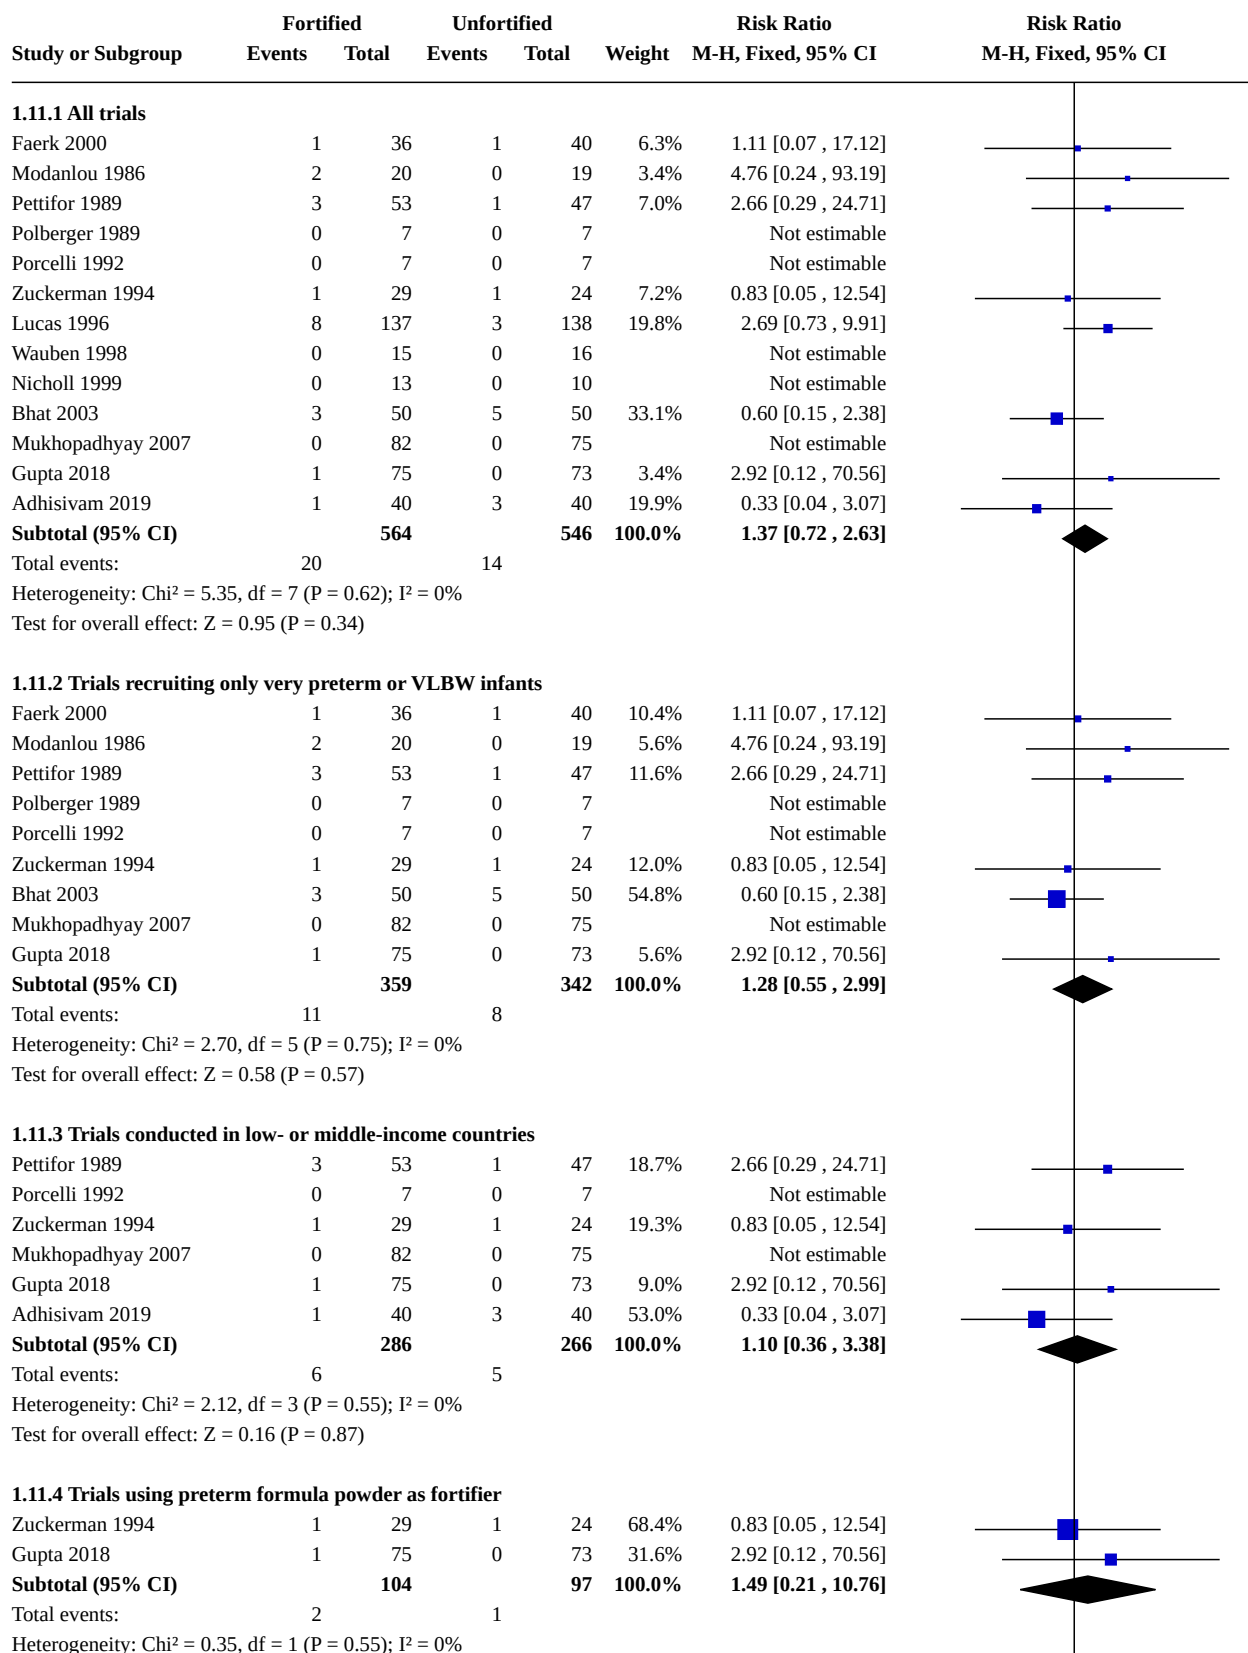 Fortified Unfortified Risk Ratio Risk Ratio
Study or Subgroup Events Total Events Total Weight M-H, Fixed, 95% CI M-H, Fixed, 95% CI
1.11.1 All trials
Faerk 2000 1 36 1 40 6.3% 1.11 [0.07 , 17.12]
Modanlou 1986 2 20 0 19 3.4% 4.76 [0.24 , 93.19]
Pettifor 1989 3 53 1 47 7.0% 2.66 [0.29 , 24.71]
Polberger 1989 0 7 0 7 Not estimable
Porcelli 1992 0 7 0 7 Not estimable
Zuckerman 1994 1 29 1 24 7.2% 0.83 [0.05 , 12.54]
Lucas 1996 8 137 3 138 19.8% 2.69 [0.73 , 9.91]
Wauben 1998 0 15 0 16 Not estimable
Nicholl 1999 0 13 0 10 Not estimable
Bhat 2003 3 50 5 50 33.1% 0.60 [0.15 , 2.38]
Mukhopadhyay 2007 0 82 0 75 Not estimable
Gupta 2018 1 75 0 73 3.4% 2.92 [0.12 , 70.56]
Adhisivam 2019 1 40 3 40 19.9% 0.33 [0.04 , 3.07]
Subtotal (95% CI) 564 546 100.0% 1.37 [0.72 , 2.63]
Total events: 20 14
Heterogeneity: Chi² = 5.35, df = 7 (P = 0.62); I² = 0%
Test for overall effect: Z = 0.95 (P = 0.34)
1.11.2 Trials recruiting only very preterm or VLBW infants
Faerk 2000 1 36 1 40 10.4% 1.11 [0.07 , 17.12]
Modanlou 1986 2 20 0 19 5.6% 4.76 [0.24 , 93.19]
Pettifor 1989 3 53 1 47 11.6% 2.66 [0.29 , 24.71]
Polberger 1989 0 7 0 7 Not estimable
Porcelli 1992 0 7 0 7 Not estimable
Zuckerman 1994 1 29 1 24 12.0% 0.83 [0.05 , 12.54]
Bhat 2003 3 50 5 50 54.8% 0.60 [0.15 , 2.38]
Mukhopadhyay 2007 0 82 0 75 Not estimable
Gupta 2018 1 75 0 73 5.6% 2.92 [0.12 , 70.56]
Subtotal (95% CI) 359 342 100.0% 1.28 [0.55 , 2.99]
Total events: 11 8
Heterogeneity: Chi² = 2.70, df = 5 (P = 0.75); I² = 0%
Test for overall effect: Z = 0.58 (P = 0.57)
1.11.3 Trials conducted in low- or middle-income countries
Pettifor 1989 3 53 1 47 18.7% 2.66 [0.29 , 24.71]
Porcelli 1992 0 7 0 7 Not estimable
Zuckerman 1994 1 29 1 24 19.3% 0.83 [0.05 , 12.54]
Mukhopadhyay 2007 0 82 0 75 Not estimable
Gupta 2018 1 75 0 73 9.0% 2.92 [0.12 , 70.56]
Adhisivam 2019 1 40 3 40 53.0% 0.33 [0.04 , 3.07]
Subtotal (95% CI) 286 266 100.0% 1.10 [0.36 , 3.38]
Total events: 6 5
Heterogeneity: Chi² = 2.12, df = 3 (P = 0.55); I² = 0%
Test for overall effect: Z = 0.16 (P = 0.87)
1.11.4 Trials using preterm formula powder as fortifier
Zuckerman 1994 1 29 1 24 68.4% 0.83 [0.05 , 12.54]
Gupta 2018 1 75 0 73 31.6% 2.92 [0.12 , 70.56]
Subtotal (95% CI) 104 97 100.0% 1.49 [0.21 , 10.76]
Total events: 2 1
Heterogeneity: Chi² = 0.35, df = 1 (P = 0.55); I² = 0%